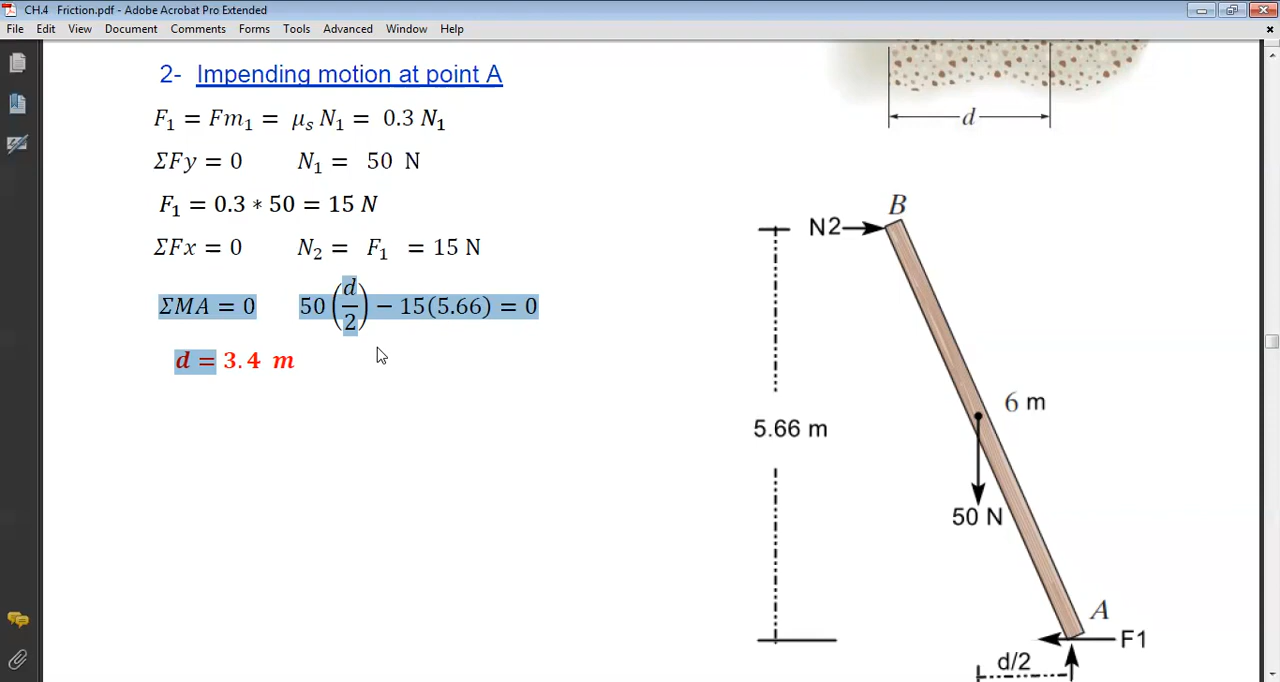 CH.4 Friction.pdf - Adobe Acrobat Pro Extended
File Edit View Document Comments Forms Tools Advanced Window Help
2- Impending motion at point A
F₁ = Fm₁ = μₛ N₁ = 0.3 N₁
ΣFy = 0 N₁ = 50 N
F₁ = 0.3 ∗ 50 = 15 N
ΣFx = 0 N₂ = F₁ = 15 N
ΣMA = 0 50 (d/2) − 15(5.66) = 0
d = 3.4 m
d
B
N2
6 m
5.66 m
50 N
A
F1
d/2